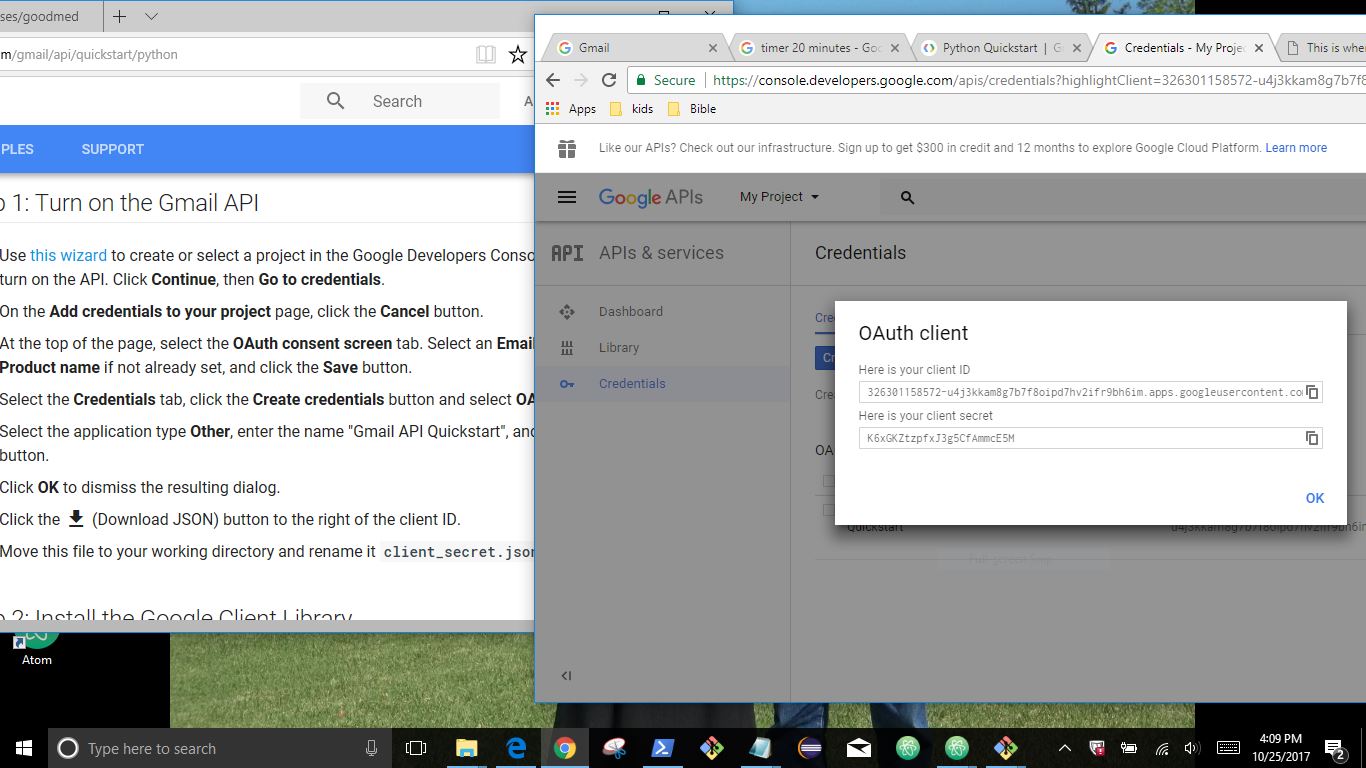 ses/goodmed
m/gmail/api/quickstart/python
Search
PLES
SUPPORT
1: Turn on the Gmail API
Use this wizard to create or select a project in the Google Developers
turn on the API. Click Continue, then Go to credentials.
On the Add credentials to your project page, click the Cancel button.
At the top of the page, select the OAuth consent screen tab. Select an Email
Product name if not already set, and click the Save button.
Select the Credentials tab, click the Create credentials button and select OA
Select the application type Other, enter the name "Gmail API Quickstart", and
button.
Click OK to dismiss the resulting dialog.
Click the (Download JSON) button to the right of the client ID.
Move this file to your working directory and rename it client_secret.json
2: Install the Google Client Library
Atom
Gmail
timer 20 minutes - Goo
Python Quickstart | G
Credentials - My Projec
This is whe
Secure
https://console.developers.google.com/apis/credentials?highlightClient=326301158572-u4j3kkam8g7b7f8
Apps
kids
Bible
Like our APIs? Check out our infrastructure. Sign up to get $300 in credit and 12 months to explore Google Cloud Platform. Learn more
Google APIs
My Project
API
APIs & services
Credentials
Dashboard
Library
Credentials
Cre
Cr
Cre
OA
OAuth client
Here is your client ID
326301158572-u4j3kkam8g7b7f8oipd7hv2ifr9bh6im.apps.googleusercontent.co
Here is your client secret
K6xGKZtzpfxJ3g5CfAmmcE5M
OK
Quickstart
u4j3kkam8g7b7f8oipd7hv2ifr9bh6im
Full-screen Snip
Type here to search
4:09 PM
10/25/2017
2